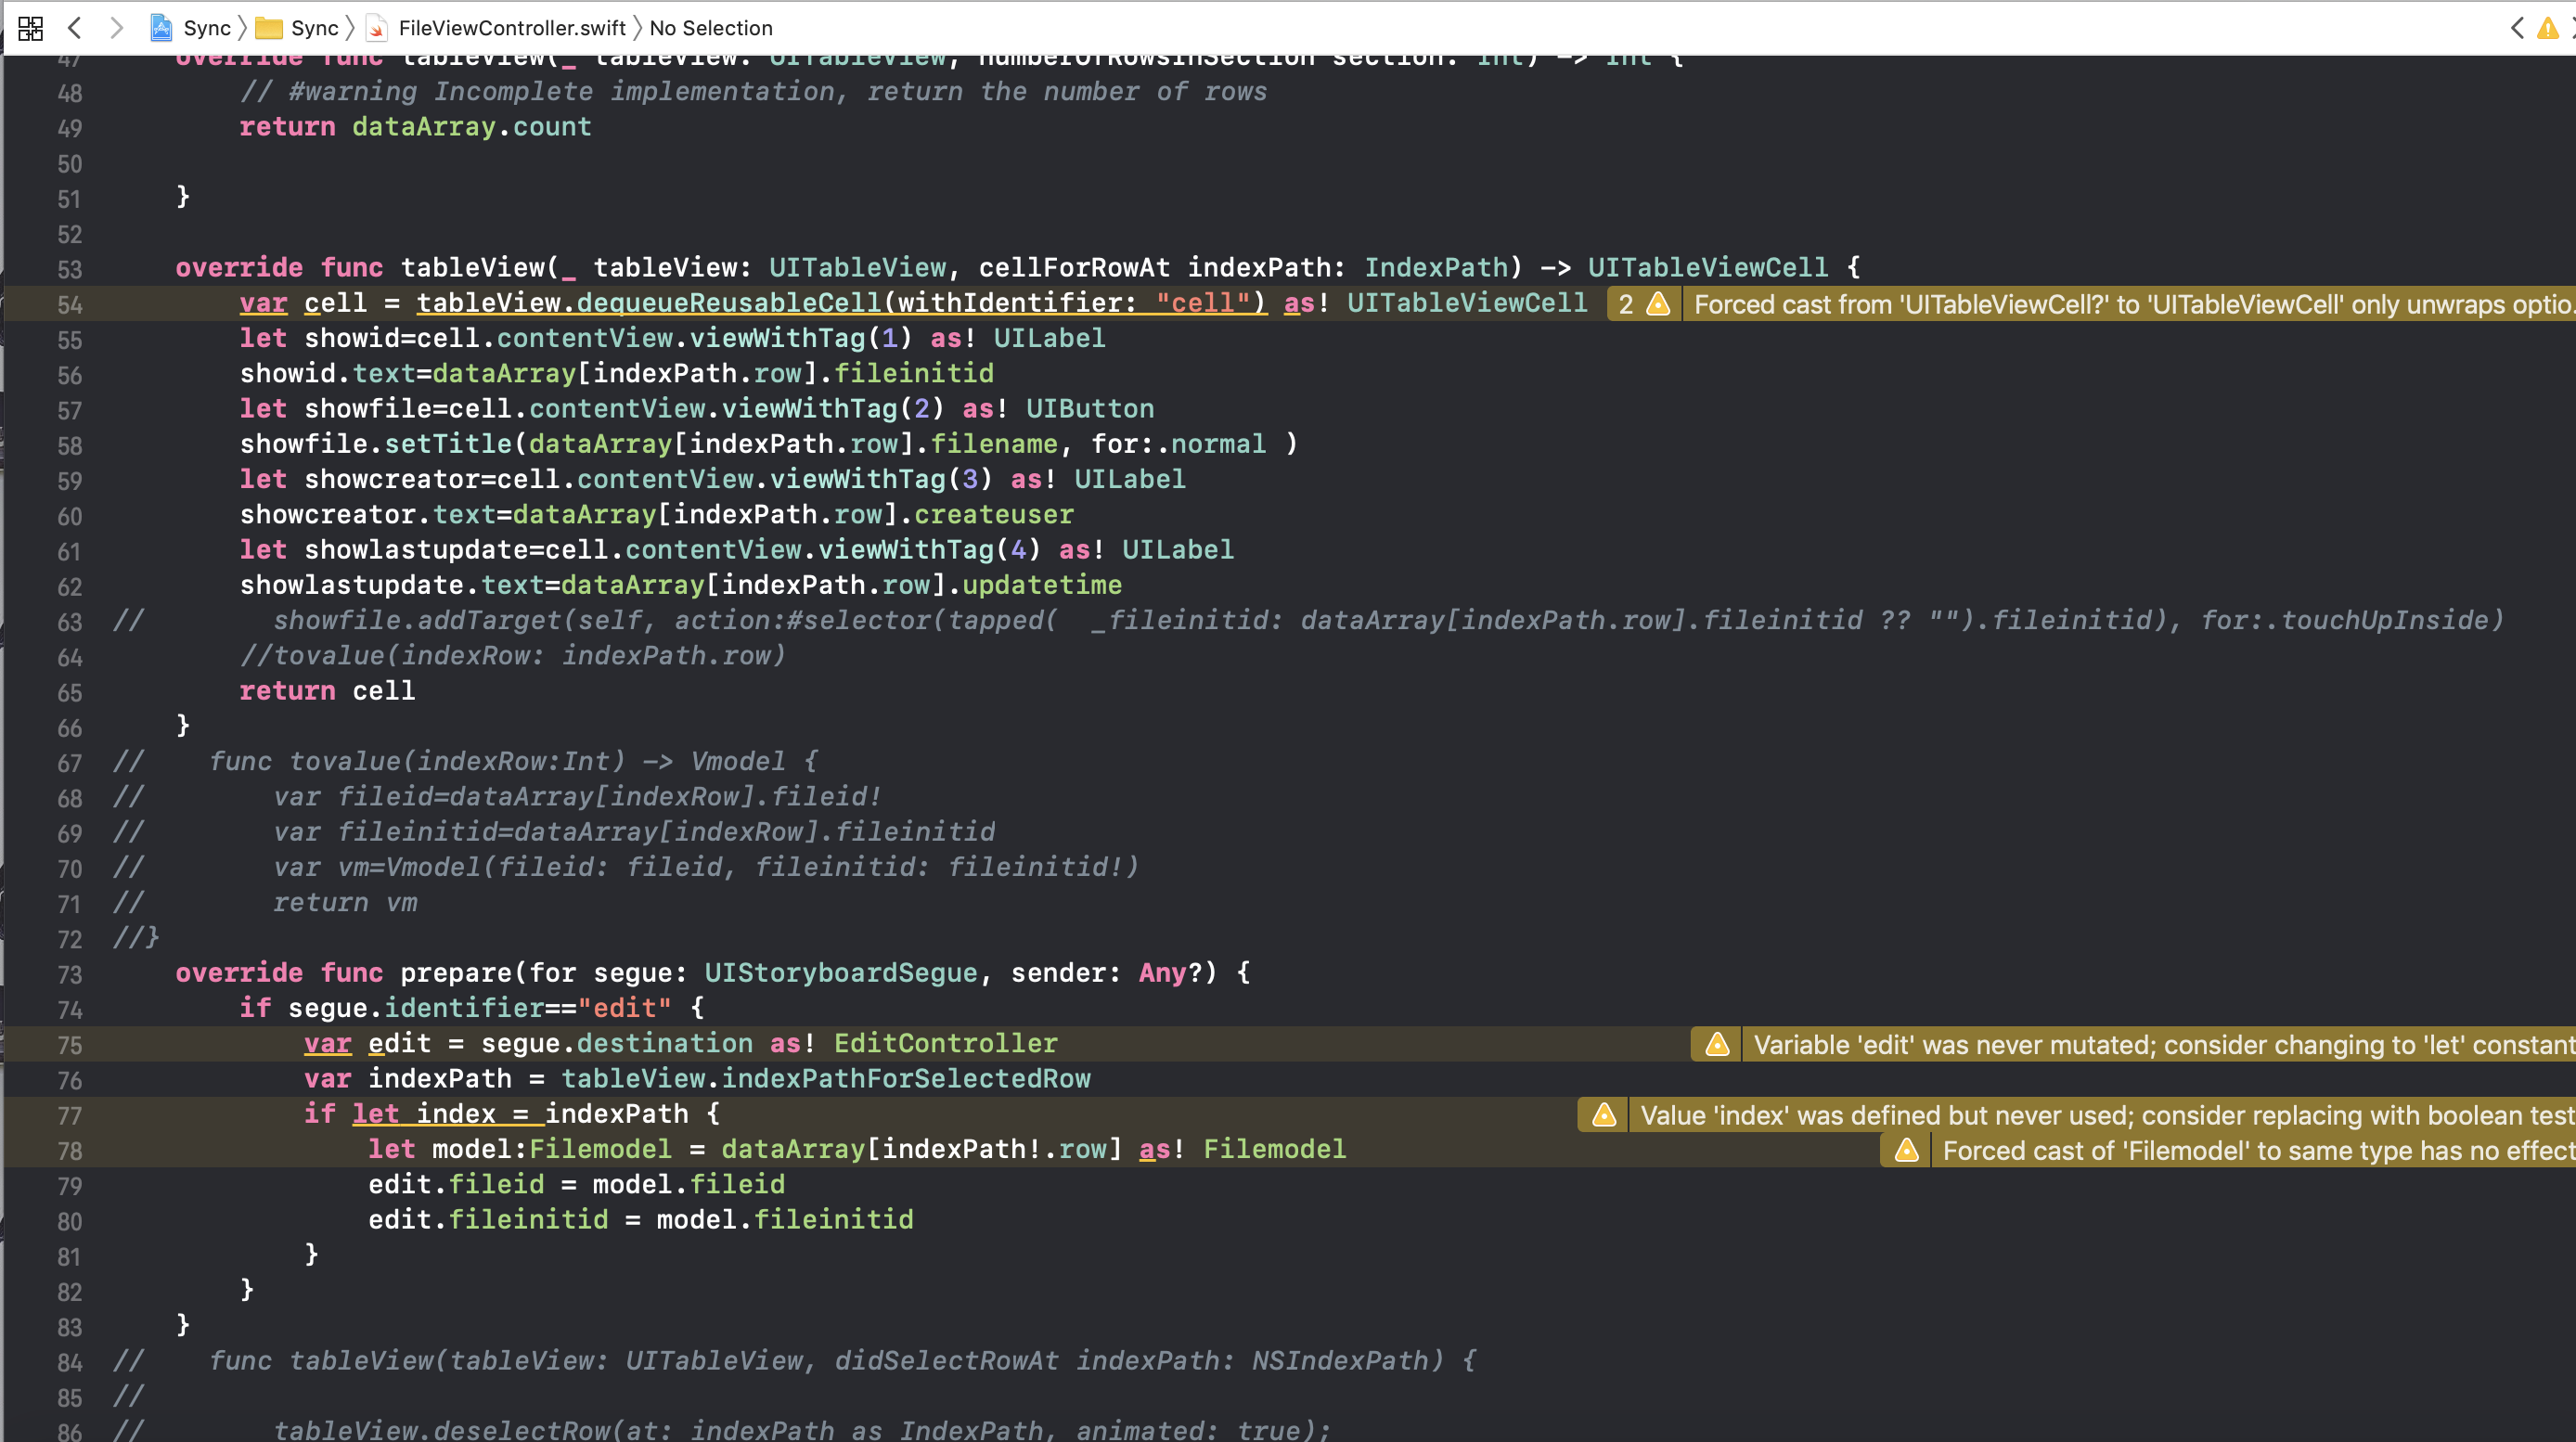 Sync Sync FileViewController.swift No Selection
47 override func tableView(_ tableView: UITableView, numberOfRowsInSection section: Int) -> Int {
48 // #warning Incomplete implementation, return the number of rows
49 return dataArray.count
50
51 }
52
53 override func tableView(_ tableView: UITableView, cellForRowAt indexPath: IndexPath) -> UITableViewCell {
54 var cell = tableView.dequeueReusableCell(withIdentifier: "cell") as! UITableViewCell 2 Forced cast from 'UITableViewCell?' to 'UITableViewCell' only unwraps optio...
55 let showid=cell.contentView.viewWithTag(1) as! UILabel
56 showid.text=dataArray[indexPath.row].fileinitid
57 let showfile=cell.contentView.viewWithTag(2) as! UIButton
58 showfile.setTitle(dataArray[indexPath.row].filename, for:.normal )
59 let showcreator=cell.contentView.viewWithTag(3) as! UILabel
60 showcreator.text=dataArray[indexPath.row].createuser
61 let showlastupdate=cell.contentView.viewWithTag(4) as! UILabel
62 showlastupdate.text=dataArray[indexPath.row].updatetime
63 // showfile.addTarget(self, action:#selector(tapped( _fileinitid: dataArray[indexPath.row].fileinitid ?? "").fileinitid), for:.touchUpInside)
64 //tovalue(indexRow: indexPath.row)
65 return cell
66 }
67 // func tovalue(indexRow:Int) -> Vmodel {
68 // var fileid=dataArray[indexRow].fileid!
69 // var fileinitid=dataArray[indexRow].fileinitid
70 // var vm=Vmodel(fileid: fileid, fileinitid: fileinitid!)
71 // return vm
72 //}
73 override func prepare(for segue: UIStoryboardSegue, sender: Any?) {
74 if segue.identifier=="edit" {
75 var edit = segue.destination as! EditController Variable 'edit' was never mutated; consider changing to 'let' constant
76 var indexPath = tableView.indexPathForSelectedRow
77 if let index = indexPath { Value 'index' was defined but never used; consider replacing with boolean test
78 let model:Filemodel = dataArray[indexPath!.row] as! Filemodel Forced cast of 'Filemodel' to same type has no effect
79 edit.fileid = model.fileid
80 edit.fileinitid = model.fileinitid
81 }
82 }
83 }
84 // func tableView(tableView: UITableView, didSelectRowAt indexPath: NSIndexPath) {
85 //
86 // tableView.deselectRow(at: indexPath as IndexPath, animated: true);